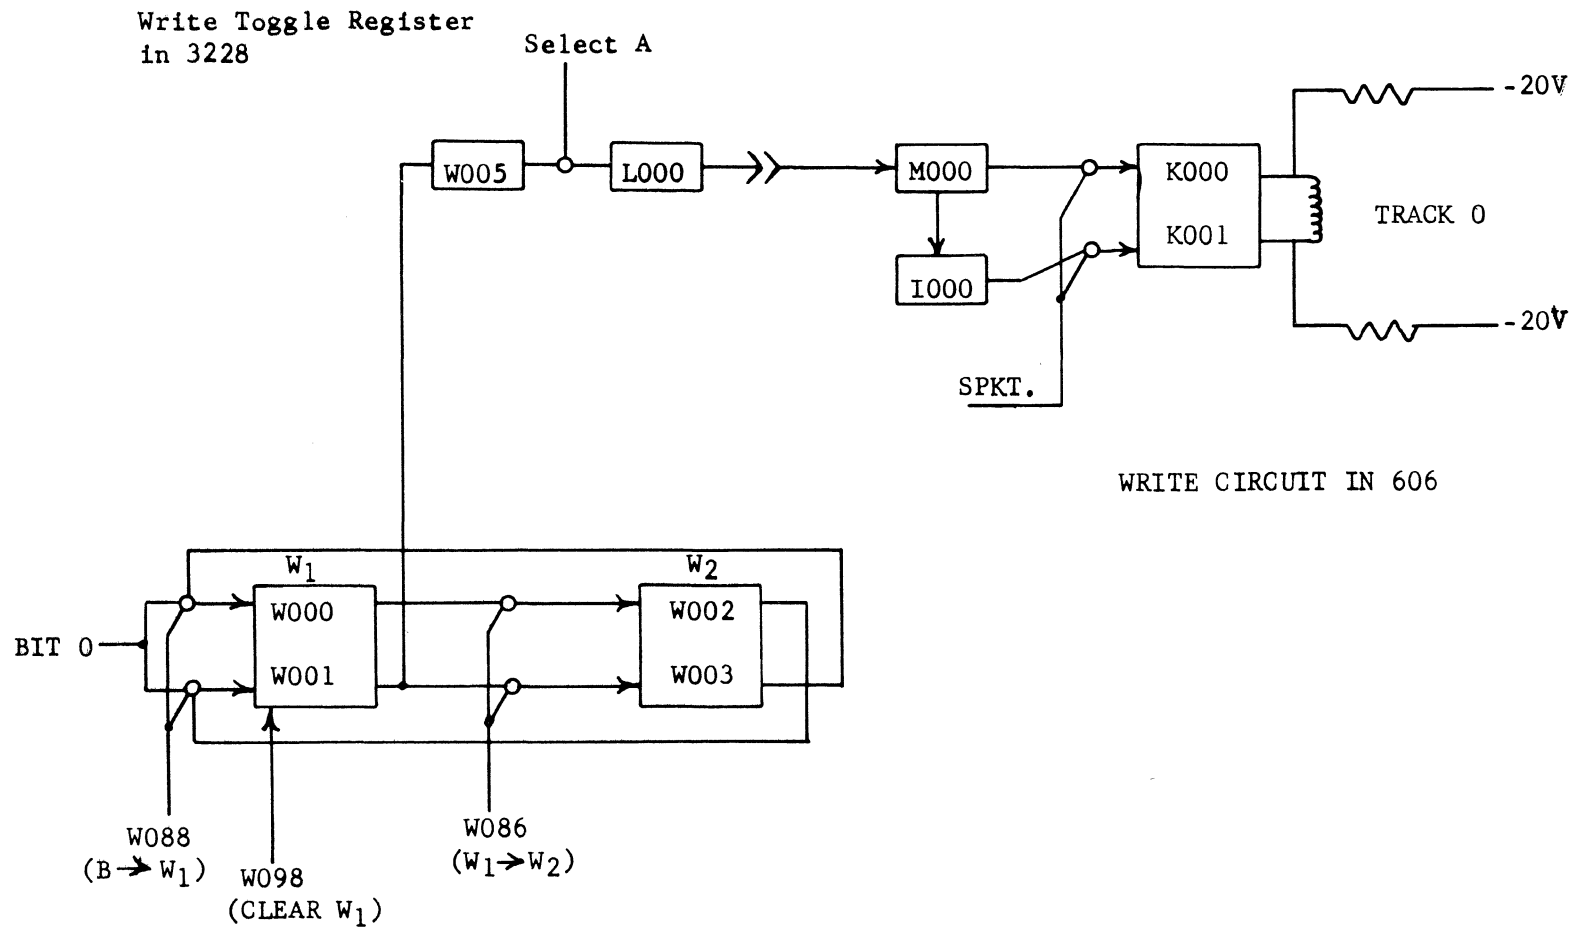 Write Toggle Register
in 3228
Select A
-20V
W005
L000
M000
K000
TRACK 0
K001
I000
-20V
SPKT.
WRITE CIRCUIT IN 606
W1
W2
W000
W002
BIT 0
W001
W003
W088
(B→W1)
W098
(CLEAR W1)
W086
(W1→W2)